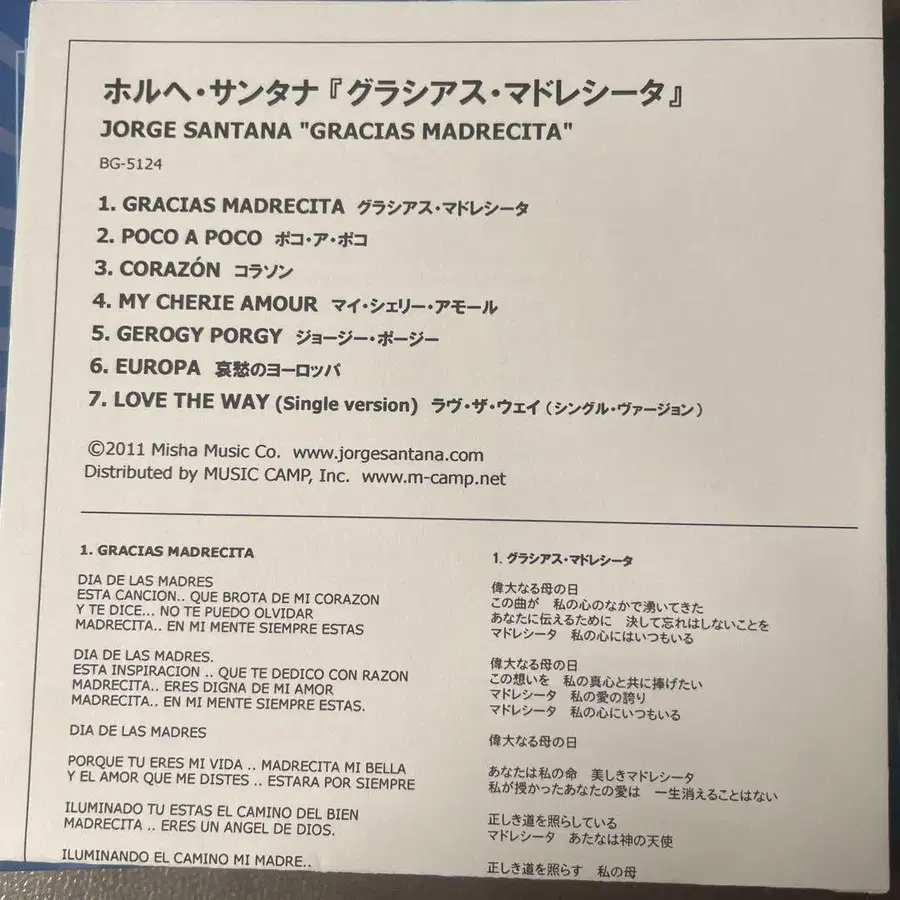 ホルヘ・サンタナ『グラシアス・マドレシータ』
JORGE SANTANA "GRACIAS MADRECITA"
BG-5124
1. GRACIAS MADRECITA グラシアス・マドレシータ
2. POCO A POCO ポコ・ア・ポコ
3. CORAZÓN コラソン
4. MY CHERIE AMOUR マイ・シェリー・アモール
5. GEROGY PORGY ジョージー・ポージー
6. EUROPA 哀愁のヨーロッパ
7. LOVE THE WAY (Single version) ラヴ・ザ・ウェイ（シングル・ヴァージョン）
©2011 Misha Music Co. www.jorgesantana.com
Distributed by MUSIC CAMP, Inc. www.m-camp.net
1. GRACIAS MADRECITA
DIA DE LAS MADRES
ESTA CANCION.. QUE BROTA DE MI CORAZON
Y TE DICE... NO TE PUEDO OLVIDAR
MADRECITA.. EN MI MENTE SIEMPRE ESTAS
DIA DE LAS MADRES.
ESTA INSPIRACION .. QUE TE DEDICO CON RAZON
MADRECITA.. ERES DIGNA DE MI AMOR
MADRECITA.. EN MI MENTE SIEMPRE ESTAS.
DIA DE LAS MADRES
PORQUE TU ERES MI VIDA .. MADRECITA MI BELLA
Y EL AMOR QUE ME DISTES .. ESTARA POR SIEMPRE
ILUMINADO TU ESTAS EL CAMINO DEL BIEN
MADRECITA .. ERES UN ANGEL DE DIOS.
ILUMINANDO EL CAMINO MI MADRE..
1. グラシアス・マドレシータ
偉大なる母の日
この曲が 私の心のなかで湧いてきた
あなたに伝えるために 決して忘れはしないことを
マドレシータ 私の心にはいつもいる
偉大なる母の日
この想いを 私の真心と共に捧げたい
マドレシータ 私の愛の誇り
マドレシータ 私の心にいつもいる
偉大なる母の日
あなたは私の命 美しきマドレシータ
私が授かったあなたの愛は 一生消えることはない
正しき道を照らしている
マドレシータ あたなは神の天使
正しき道を照らす 私の母